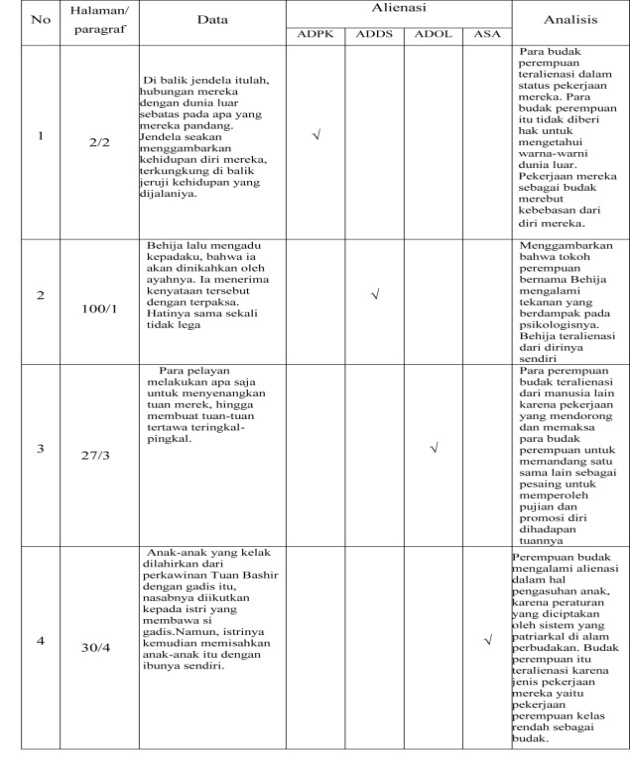 No
Halaman/
paragraf
Data
Alienasi
Analisis
ADPK
ADDS
ADOL
ASA
1
2/2
Di balik jendela itulah,
hubungan mereka
dengan dunia luar
sebatas pada apa yang
mereka pandang.
Jendela seakan
menggambarkan
kehidupan diri mereka,
terkungkung di balik
jeruji kehidupan yang
dijalaniya.
√
Para budak
perempuan
teralienasi dalam
status pekerjaan
mereka. Para
budak perempuan
itu tidak diberi
hak untuk
mengetahui
warna-warni
dunia luar.
Pekerjaan mereka
sebagai budak
merebut
kebebasan dari
diri mereka.
2
100/1
Behija lalu mengadu
kepadaku, bahwa ia
akan dinikahkan oleh
ayahnya. Ia menerima
kenyataan tersebut
dengan terpaksa.
Hatinya sama sekali
tidak lega
√
Menggambarkan
bahwa tokoh
perempuan
bernama Behija
mengalami
tekanan yang
berdampak pada
psikologisnya.
Behija teralienasi
dari dirinya
sendiri
3
27/3
Para pelayan
melakukan apa saja
untuk menyenangkan
tuan merek, hingga
membuat tuan-tuan
tertawa teringkal-
pingkal.
√
Para perempuan
budak teralienasi
dari manusia lain
karena pekerjaan
yang mendorong
dan memaksa
para budak
perempuan untuk
memandang satu
sama lain sebagai
pesaing untuk
memperoleh
pujian dan
promosi diri
dihadapan
tuannya
4
30/4
Anak-anak yang kelak
dilahirkan dari
perkawinan Tuan Bashir
dengan gadis itu,
nasabnya diikutkan
kepada istri yang
membawa si
gadis.Namun, istrinya
kemudian memisahkan
anak-anak itu dengan
ibunya sendiri.
√
Perempuan budak
mengalami alienasi
dalam hal
pengasuhan anak,
karena peraturan
yang diciptakan
oleh sistem yang
patriarkal di alam
perbudakan. Budak
perempuan itu
teralienasi karena
jenis pekerjaan
mereka yaitu
pekerjaan
perempuan kelas
rendah sebagai
budak.